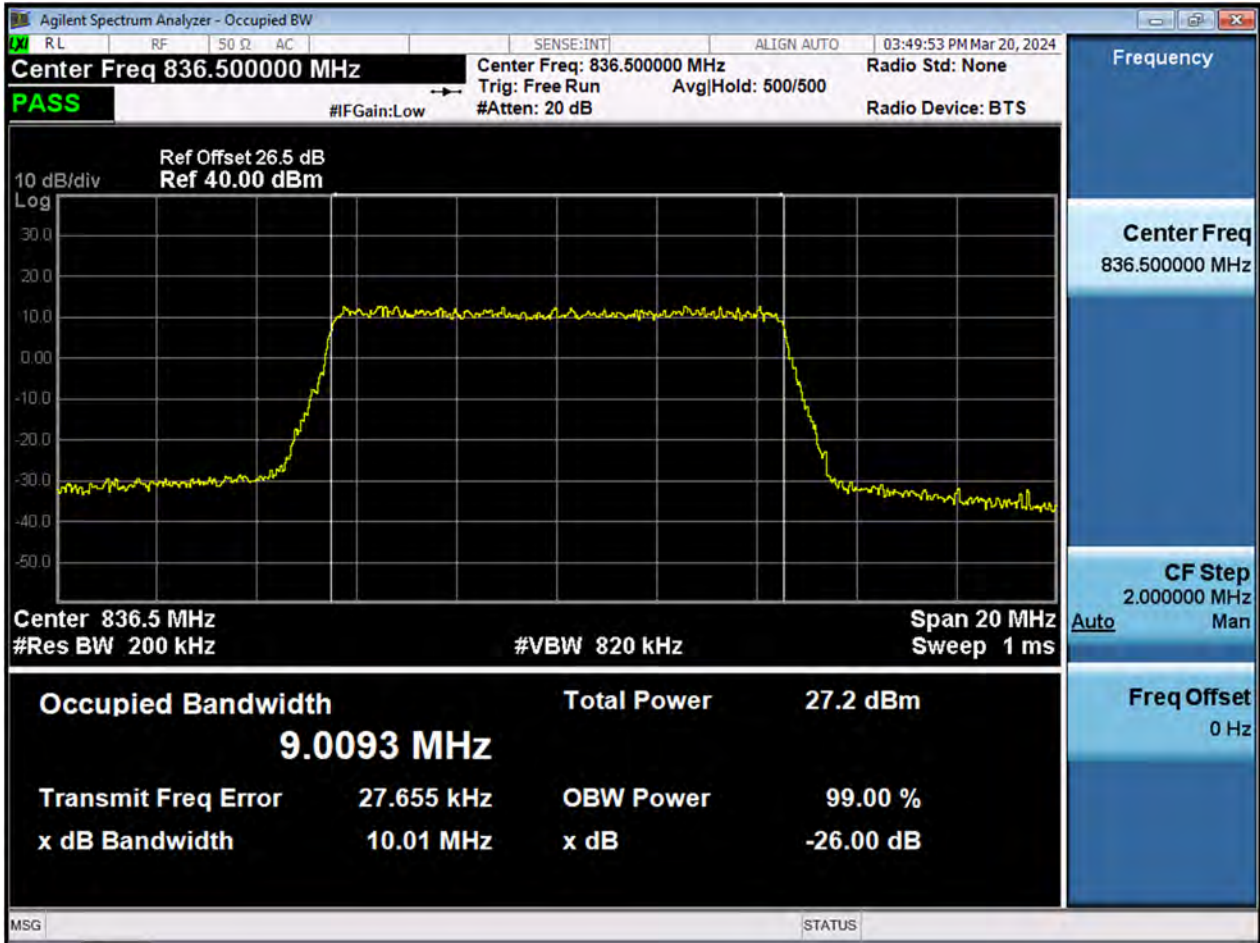 Agilent Spectrum Analyzer - Occupied BW
LXI RL RF 50 Ω AC SENSE:INT ALIGN AUTO 03:49:53 PM Mar 20, 2024
Center Freq 836.500000 MHz
Center Freq: 836.500000 MHz Radio Std: None
Trig: Free Run Avg|Hold: 500/500
PASS #IFGain:Low #Atten: 20 dB Radio Device: BTS
Ref Offset 26.5 dB
10 dB/div Ref 40.00 dBm
Log
30.0
20.0
10.0
0.00
-10.0
-20.0
-30.0
-40.0
-50.0
Center 836.5 MHz Span 20 MHz
#Res BW 200 kHz #VBW 820 kHz Sweep 1 ms
Occupied Bandwidth Total Power 27.2 dBm
9.0093 MHz
Transmit Freq Error 27.655 kHz OBW Power 99.00 %
x dB Bandwidth 10.01 MHz x dB -26.00 dB
MSG STATUS
Frequency
Center Freq
836.500000 MHz
CF Step
2.000000 MHz
Auto Man
Freq Offset
0 Hz